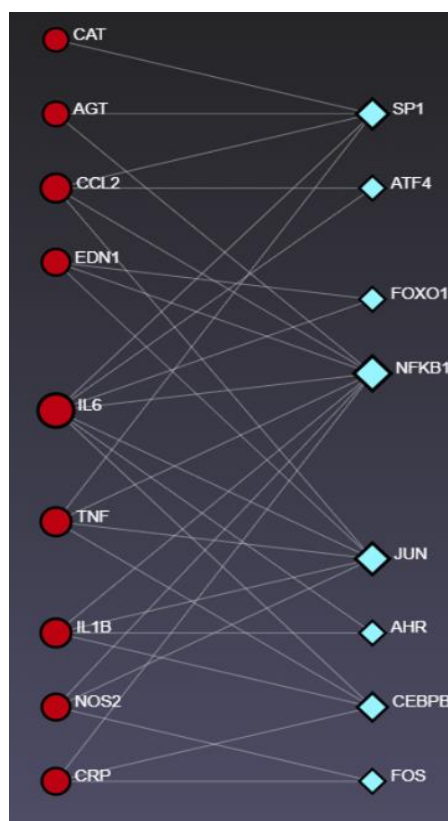 CAT
AGT
CCL2
EDN1
IL6
TNF
IL1B
NOS2
CRP
SP1
ATF4
FOXO1
NFKB1
JUN
AHR
CEBPB
FOS